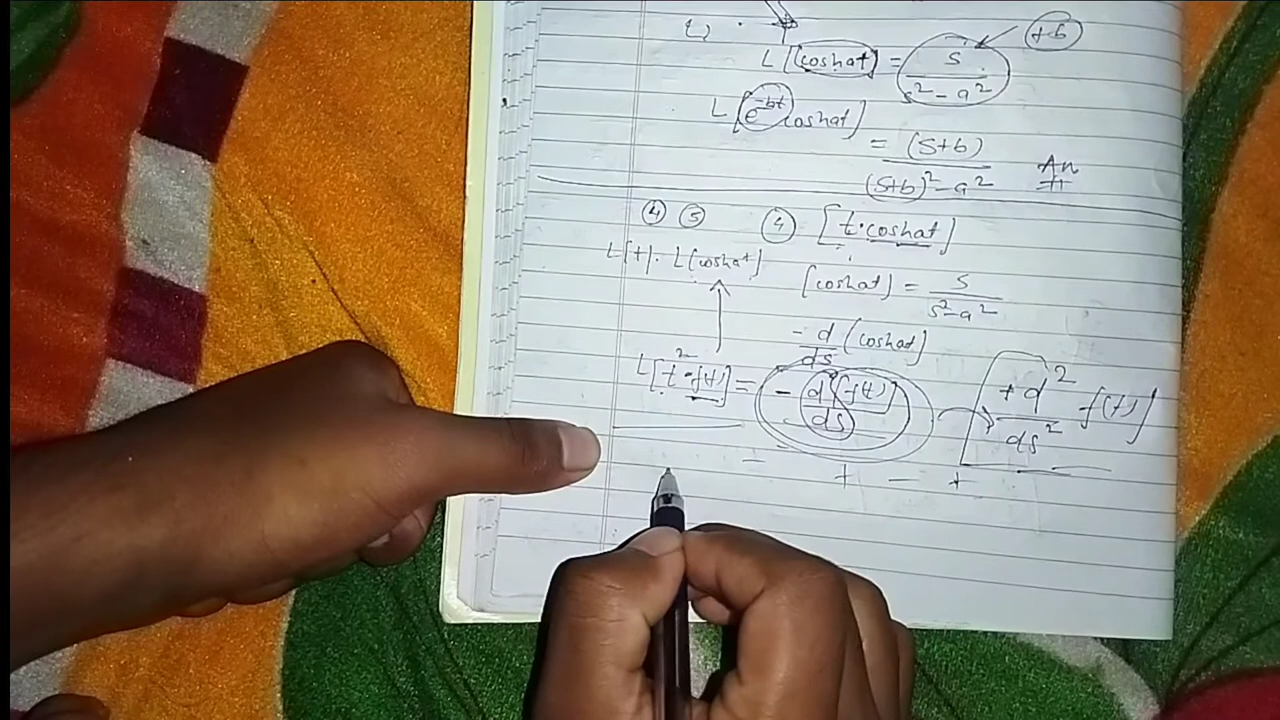 L[coshat] = s / s² - a² +b
L[e^-bt coshat]
= (s+b) / (s+b)² - a² An
④ ⑤ ④ [t·coshat]
L[t]. L[coshat]
[coshat] = s / s² - a²
- d/ds (coshat]
L[t²·f(t)] = - d/ds [f(t)] + d²/ds² f(t)]
- + - +